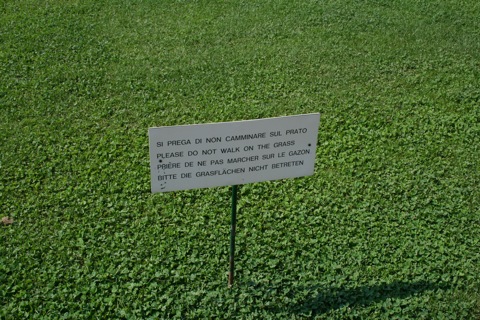 SI PREGA DI NON CAMMINARE SUL PRATO
PLEASE DO NOT WALK ON THE GRASS
PRIÈRE DE NE PAS MARCHER SUR LE GAZON
BITTE DIE GRASFLÄCHEN NICHT BETRETEN